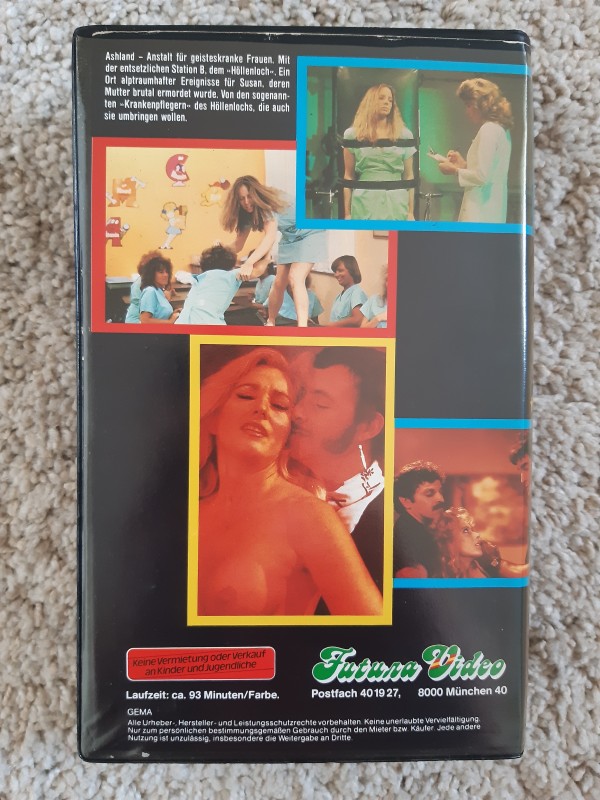 Ashland – Anstalt für geisteskranke Frauen. Mit
der entsetzlichen Station B, dem »Höllenloch«. Ein
Ort alptraumhafter Ereignisse für Susan, deren
Mutter brutal ermordet wurde. Von den sogenann-
ten »Krankenpflegern« des Höllenlochs, die auch
sie umbringen wollen.
Keine Vermietung oder Verkauf
an Kinder und Jugendliche
Futura Video
Laufzeit: ca. 93 Minuten/Farbe.
Postfach 40 19 27, 8000 München 40
GEMA
Alle Urheber-, Hersteller- und Leistungsschutzrechte vorbehalten. Keine unerlaubte Vervielfältigung.
Nur zum persönlichen bestimmungsgemäßen Gebrauch durch den Mieter bzw. Käufer. Jede andere
Nutzung ist unzulässig, insbesondere die Weitergabe an Dritte.